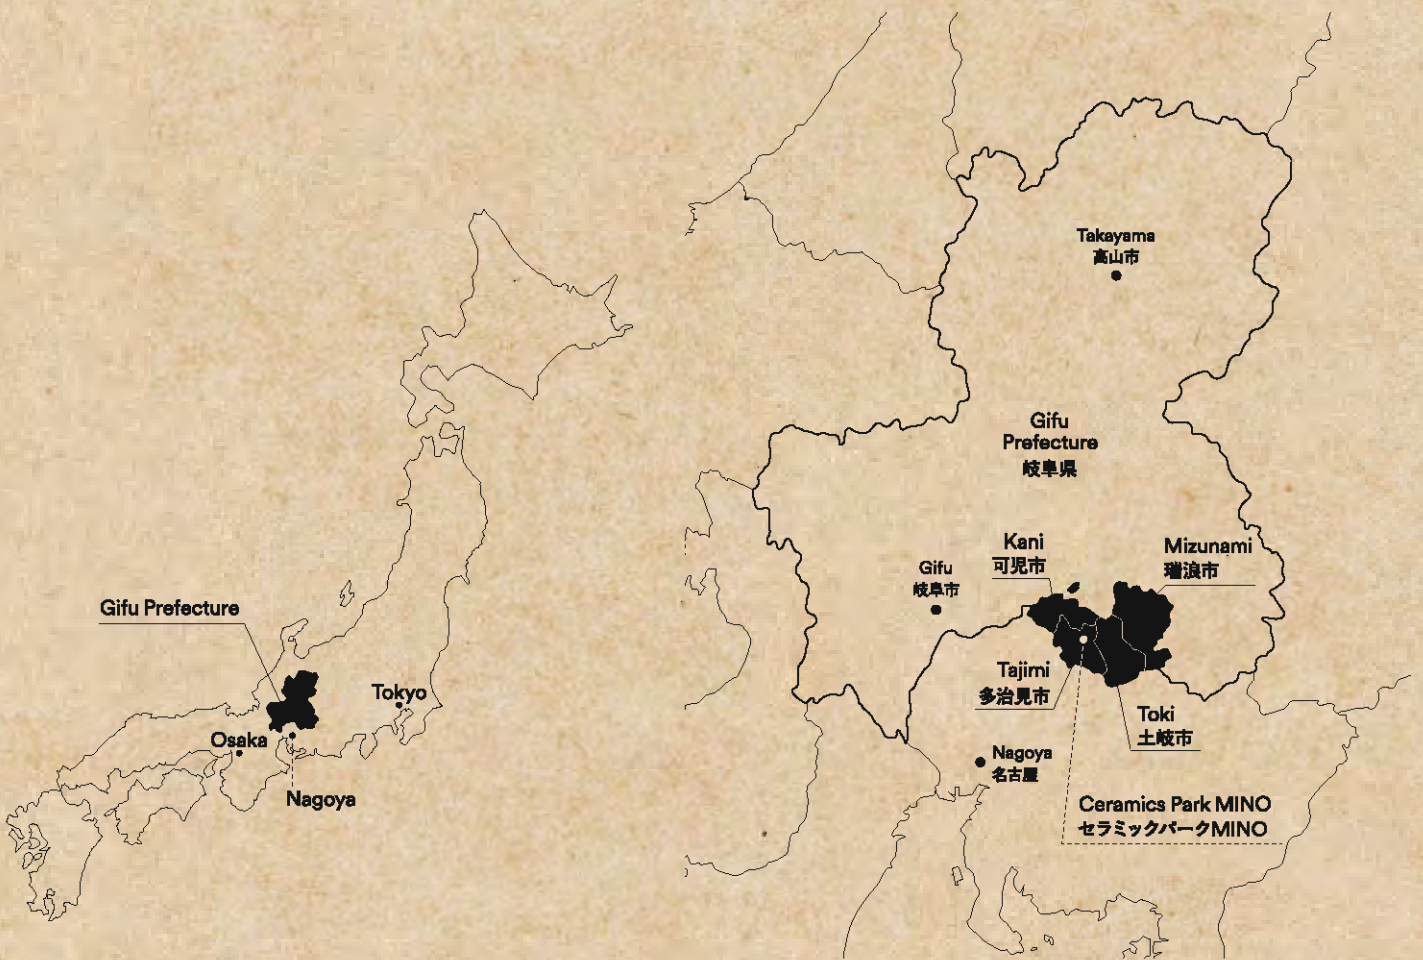 Gifu Prefecture
Tokyo
Osaka
Nagoya
Takayama
高山市
Gifu
Prefecture
岐阜県
Kani
可児市
Mizunami
瑞浪市
Gifu
岐阜市
Tajimi
多治見市
Toki
土岐市
Nagoya
名古屋
Ceramics Park MINO
セラミックパークMINO